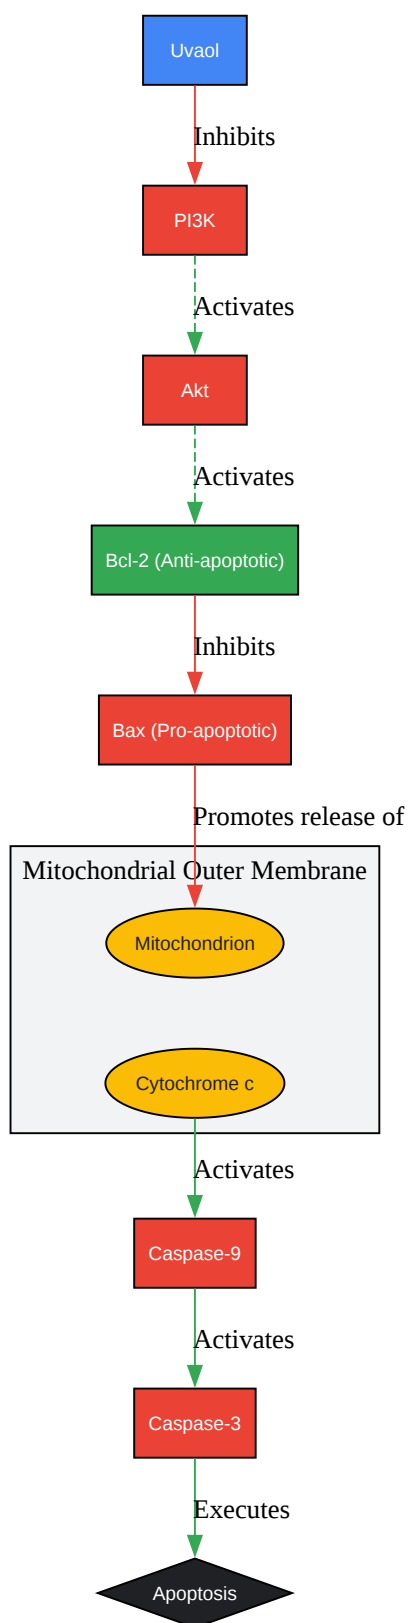 Uvaol
Inhibits
PI3K
Activates
Akt
Activates
Bcl-2 (Anti-apoptotic)
Inhibits
Bax (Pro-apoptotic)
Promotes release of
Mitochondrial Outer Membrane
Mitochondrion
Cytochrome c
Activates
Caspase-9
Activates
Caspase-3
Executes
Apoptosis